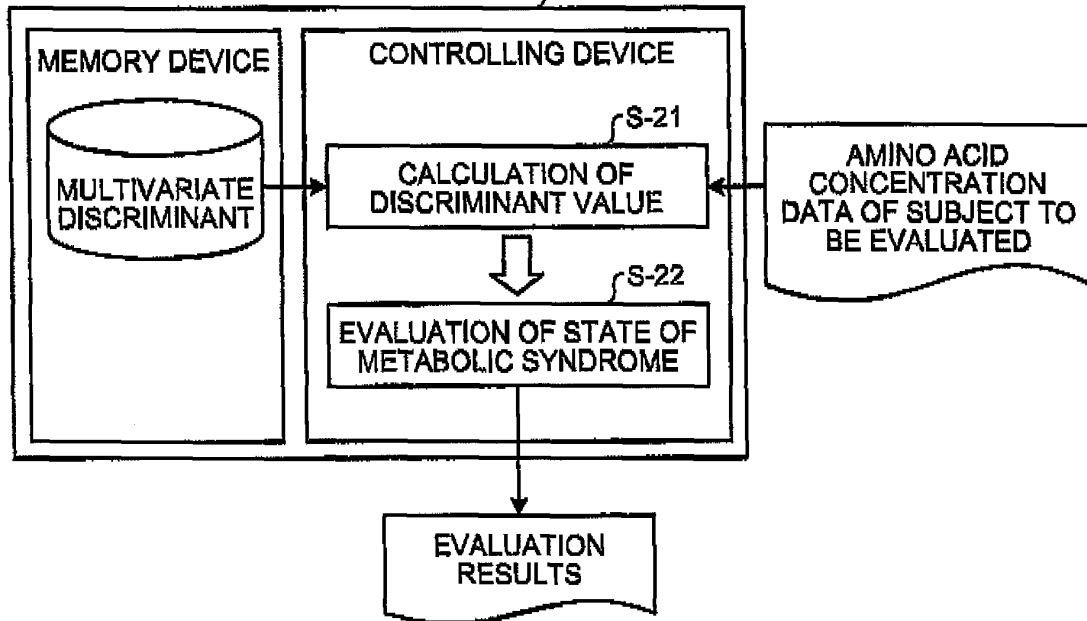 MEMORY DEVICE
MULTIVARIATE
DISCRIMINANT
CONTROLLING DEVICE
S-21
CALCULATION OF
DISCRIMINANT VALUE
S-22
EVALUATION OF STATE OF
METABOLIC SYNDROME
AMINO ACID
CONCENTRATION
DATA OF SUBJECT TO
BE EVALUATED
EVALUATION
RESULTS